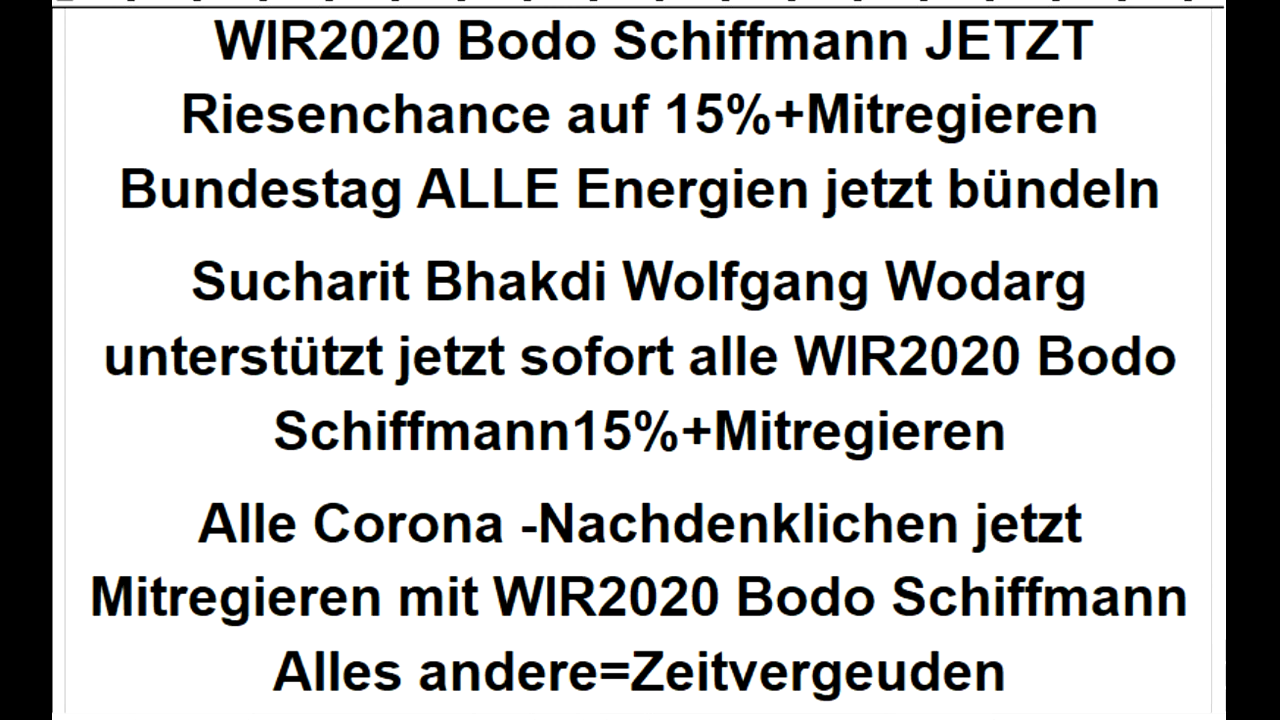 WIR2020 Bodo Schiffmann JETZT
Riesenchance auf 15%+Mitregieren
Bundestag ALLE Energien jetzt bündeln
Sucharit Bhakdi Wolfgang Wodarg
unterstützt jetzt sofort alle WIR2020 Bodo
Schiffmann15%+Mitregieren
Alle Corona -Nachdenklichen jetzt
Mitregieren mit WIR2020 Bodo Schiffmann
Alles andere=Zeitvergeuden